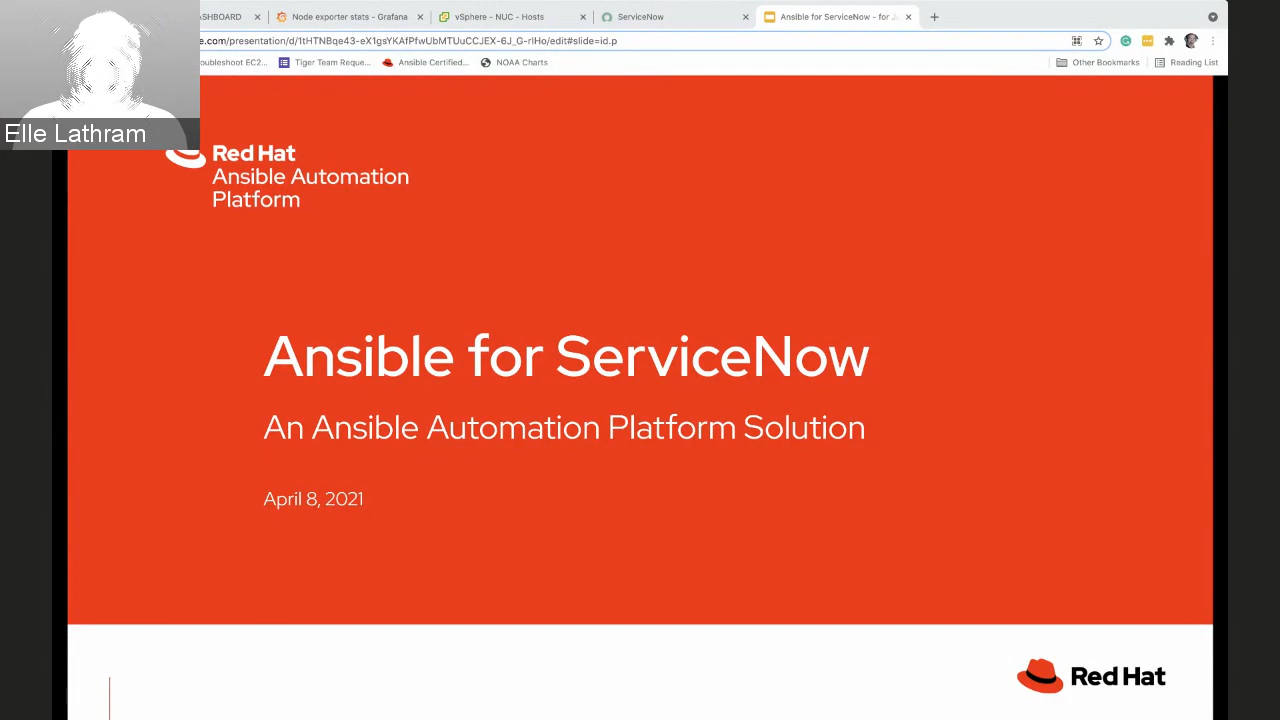 ASHBOARD
Node exporter stats - Grafana
vSphere - NUC - Hosts
ServiceNow
Ansible for ServiceNow - for J
e.com/presentation/d/1tHTNBqe43-eX1gsYKAfPfwUbMTUuCCJEX-6J_G-rIHo/edit#slide=id.p
oubleshoot EC2...
Tiger Team Reque...
Ansible Certified...
NOAA Charts
Other Bookmarks
Reading List
Elle Lathram
Red Hat
Ansible Automation
Platform
Ansible for ServiceNow
An Ansible Automation Platform Solution
April 8, 2021
Red Hat